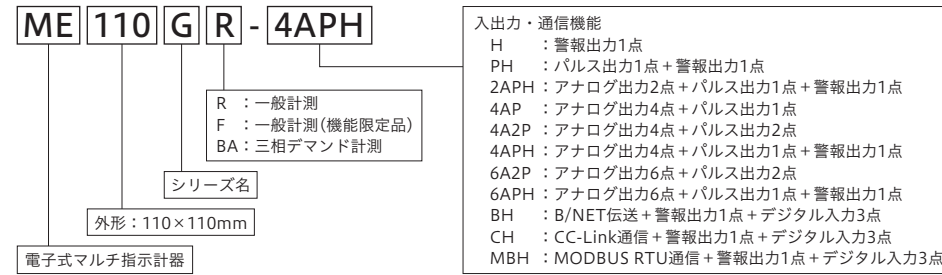 ME 110 G R - 4APH
入出力・通信機能
H ：警報出力1点
PH ：パルス出力1点＋警報出力1点
2APH：アナログ出力2点＋パルス出力1点＋警報出力1点
4AP ：アナログ出力4点＋パルス出力1点
4A2P ：アナログ出力4点＋パルス出力2点
4APH：アナログ出力4点＋パルス出力1点＋警報出力1点
6A2P ：アナログ出力6点＋パルス出力2点
6APH：アナログ出力6点＋パルス出力1点＋警報出力1点
BH ：B/NET伝送＋警報出力1点＋デジタル入力3点
CH ：CC-Link通信＋警報出力1点＋デジタル入力3点
MBH ：MODBUS RTU通信＋警報出力1点＋デジタル入力3点
R ：一般計測
F ：一般計測(機能限定品)
BA：三相デマンド計測
シリーズ名
外形：110×110mm
電子式マルチ指示計器